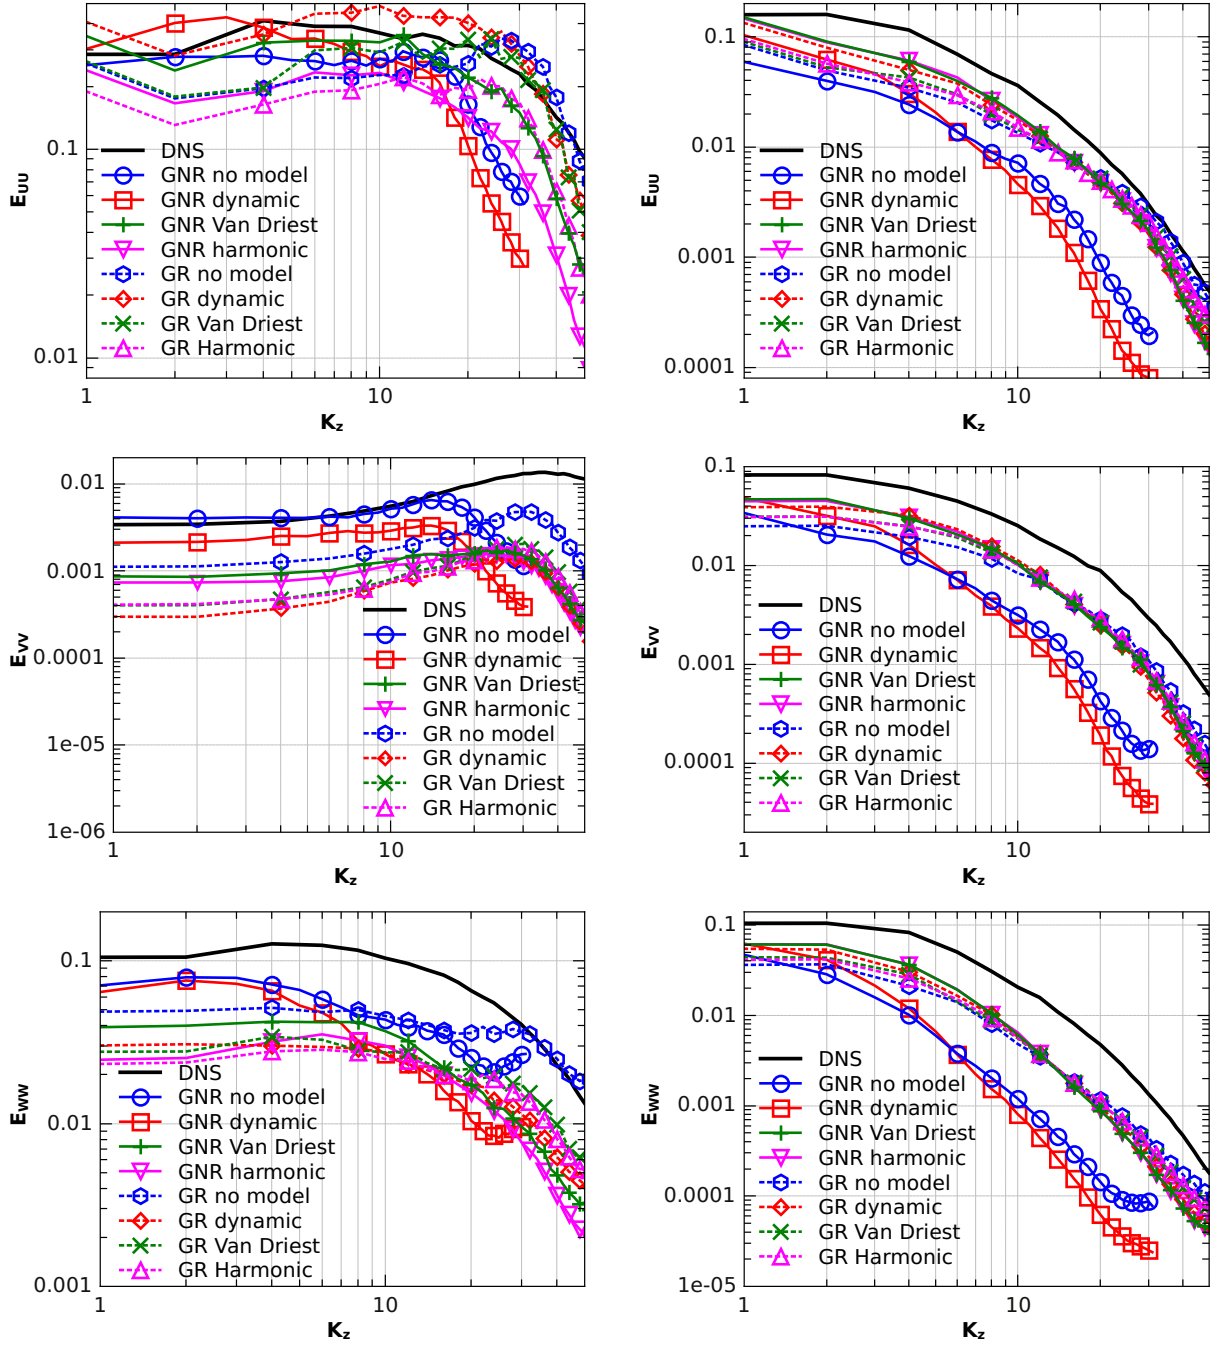 E_UU
0.1
0.01
DNS
GNR no model
GNR dynamic
GNR Van Driest
GNR harmonic
GR no model
GR dynamic
GR Van Driest
GR Harmonic
1
10
K_z
E_UU
0.1
0.01
0.001
0.0001
DNS
GNR no model
GNR dynamic
GNR Van Driest
GNR harmonic
GR no model
GR dynamic
GR Van Driest
GR Harmonic
1
10
K_z
E_VV
0.01
0.001
0.0001
1e-05
1e-06
DNS
GNR no model
GNR dynamic
GNR Van Driest
GNR harmonic
GR no model
GR dynamic
GR Van Driest
GR Harmonic
1
10
K_z
E_VV
0.1
0.01
0.001
0.0001
DNS
GNR no model
GNR dynamic
GNR Van Driest
GNR harmonic
GR no model
GR dynamic
GR Van Driest
GR Harmonic
1
10
K_z
E_WW
0.1
0.01
0.001
DNS
GNR no model
GNR dynamic
GNR Van Driest
GNR harmonic
GR no model
GR dynamic
GR Van Driest
GR Harmonic
1
10
K_z
E_WW
0.1
0.01
0.001
0.0001
1e-05
DNS
GNR no model
GNR dynamic
GNR Van Driest
GNR harmonic
GR no model
GR dynamic
GR Van Driest
GR Harmonic
1
10
K_z